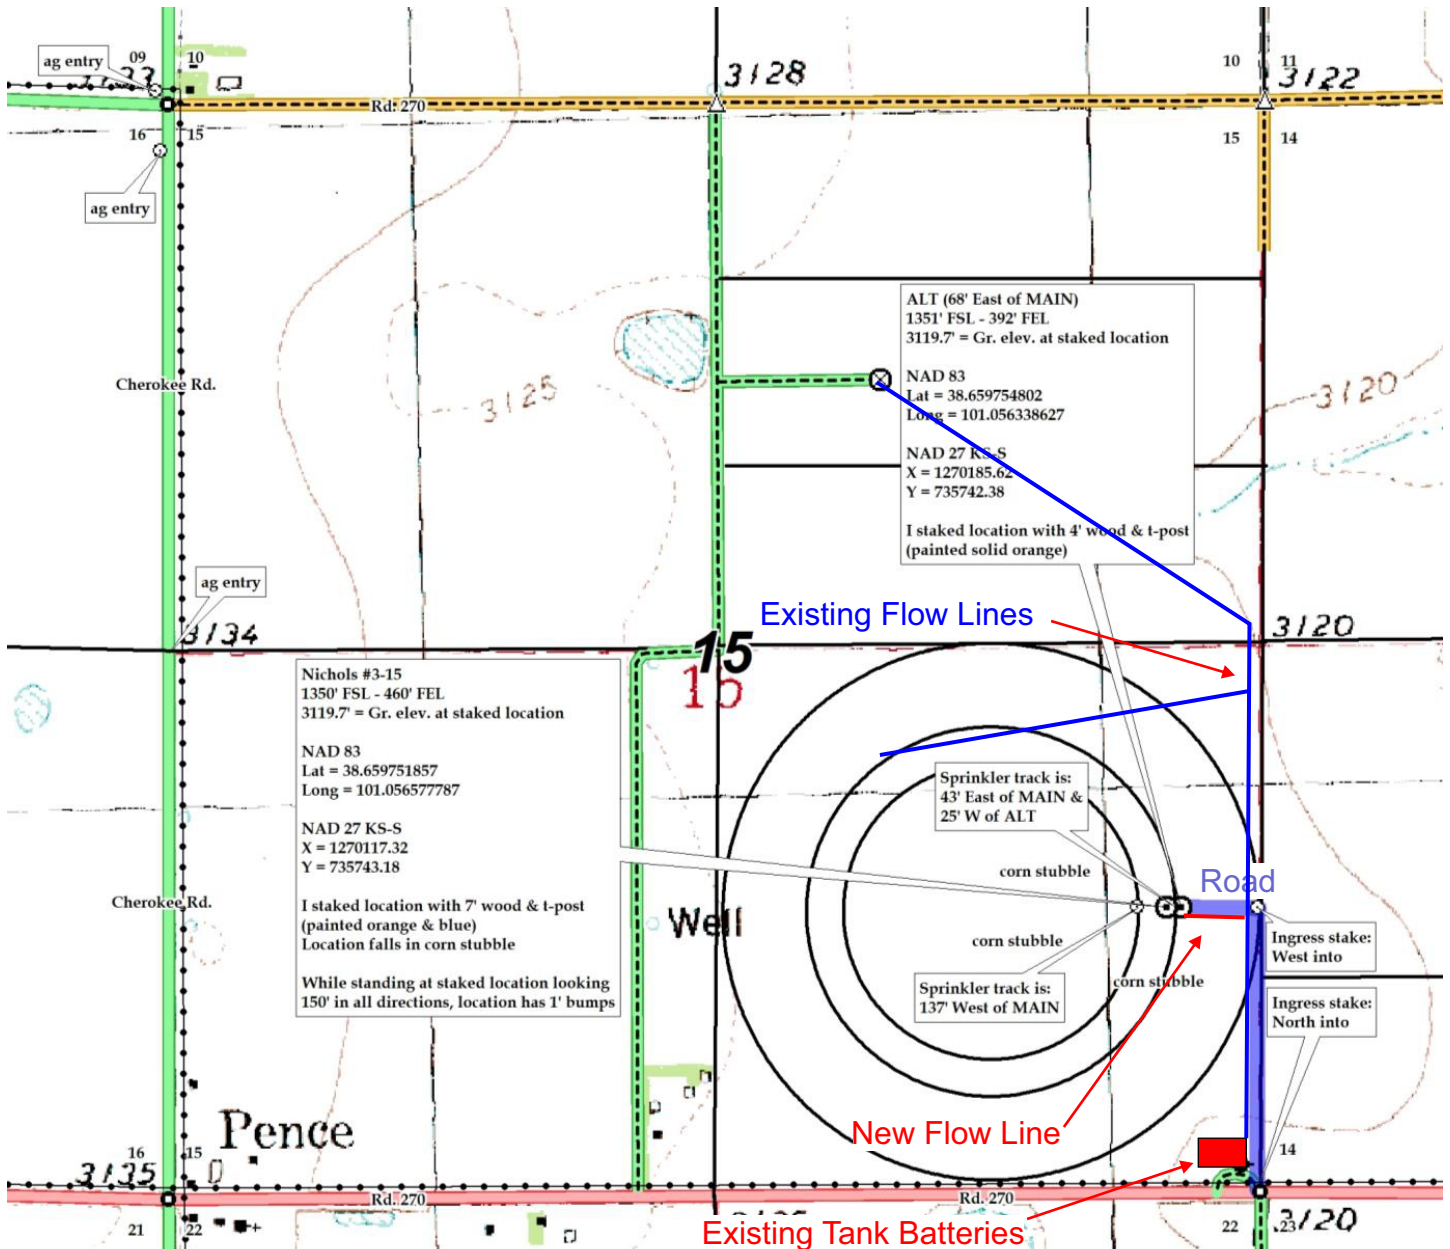 09
10
ag entry
3123
3128
10
11
3122
Rd. 270
16
15
15
14
ag entry
ALT (68' East of MAIN)
1351' FSL - 392' FEL
3119.7' = Gr. elev. at staked location
NAD 83
Lat = 38.659754802
Long = 101.056338627
NAD 27 KS-S
X = 1270185.62
Y = 735742.38
I staked location with 4' wood & t-post
(painted solid orange)
Cherokee Rd.
3125
3120
ag entry
Existing Flow Lines
3134
15
15
3120
Nichols #3-15
1350' FSL - 460' FEL
3119.7' = Gr. elev. at staked location
NAD 83
Lat = 38.659751857
Long = 101.056577787
NAD 27 KS-S
X = 1270117.32
Y = 735743.18
I staked location with 7' wood & t-post
(painted orange & blue)
Location falls in corn stubble
While standing at staked location looking
150' in all directions, location has 1' bumps
Sprinkler track is:
43' East of MAIN &
25' W of ALT
corn stubble
Road
Cherokee Rd.
Well
corn stubble
Ingress stake:
West into
Sprinkler track is:
137' West of MAIN
corn stubble
Ingress stake:
North into
Pence
New Flow Line
16
15
14
3135
Rd. 270
Rd. 270
21
22
Existing Tank Batteries
22
23
3120